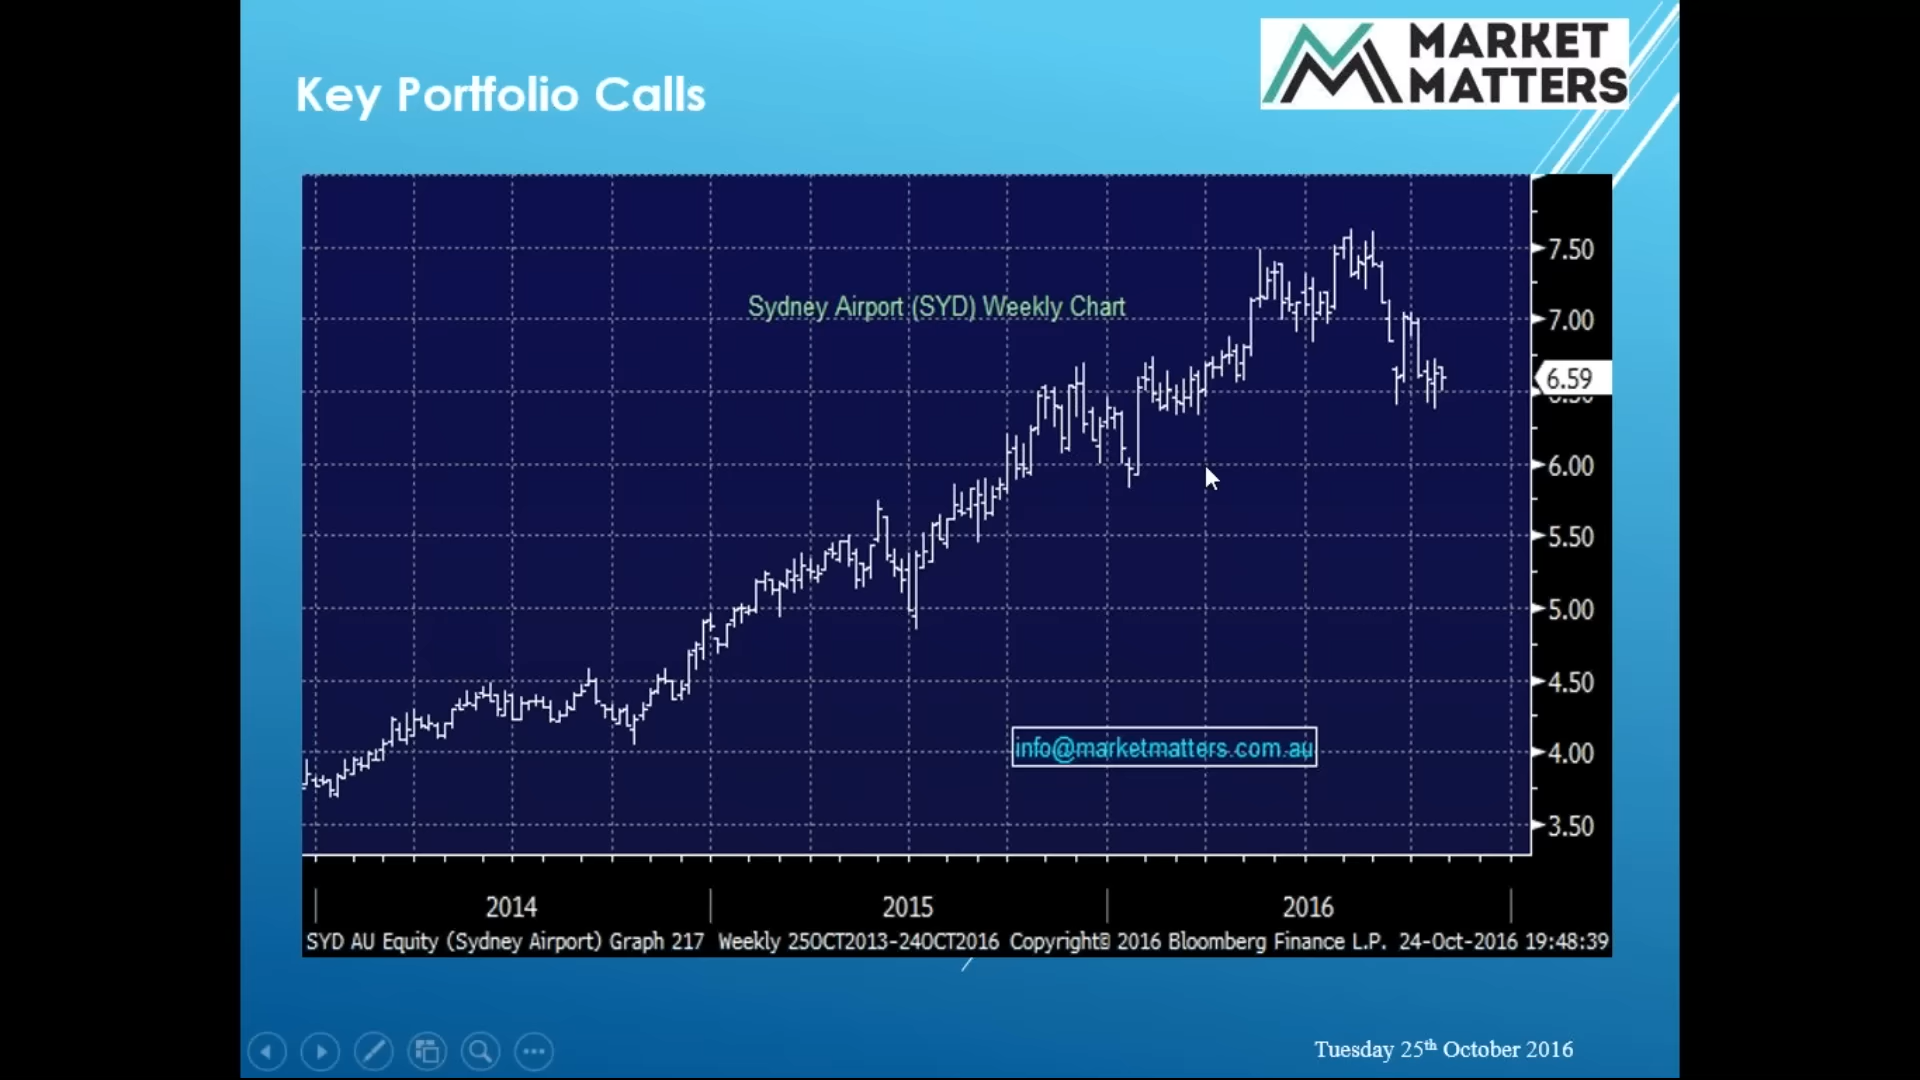 MARKET
MATTERS
Key Portfolio Calls
Sydney Airport (SYD) Weekly Chart
7.50
7.00
6.59
6.50
6.00
5.50
5.00
4.50
4.00
3.50
info@marketmatters.com.au
2014 2015 2016
SYD AU Equity (Sydney Airport) Graph 217 Weekly 25OCT2013-24OCT2016 Copyright© 2016 Bloomberg Finance L.P. 24-Oct-2016 19:48:39
Tuesday 25th October 2016